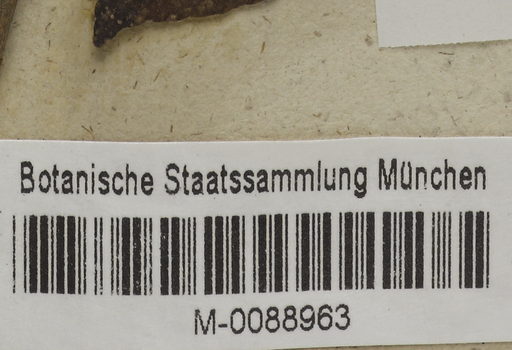 Botanische Staatssammlung München
M-0088963